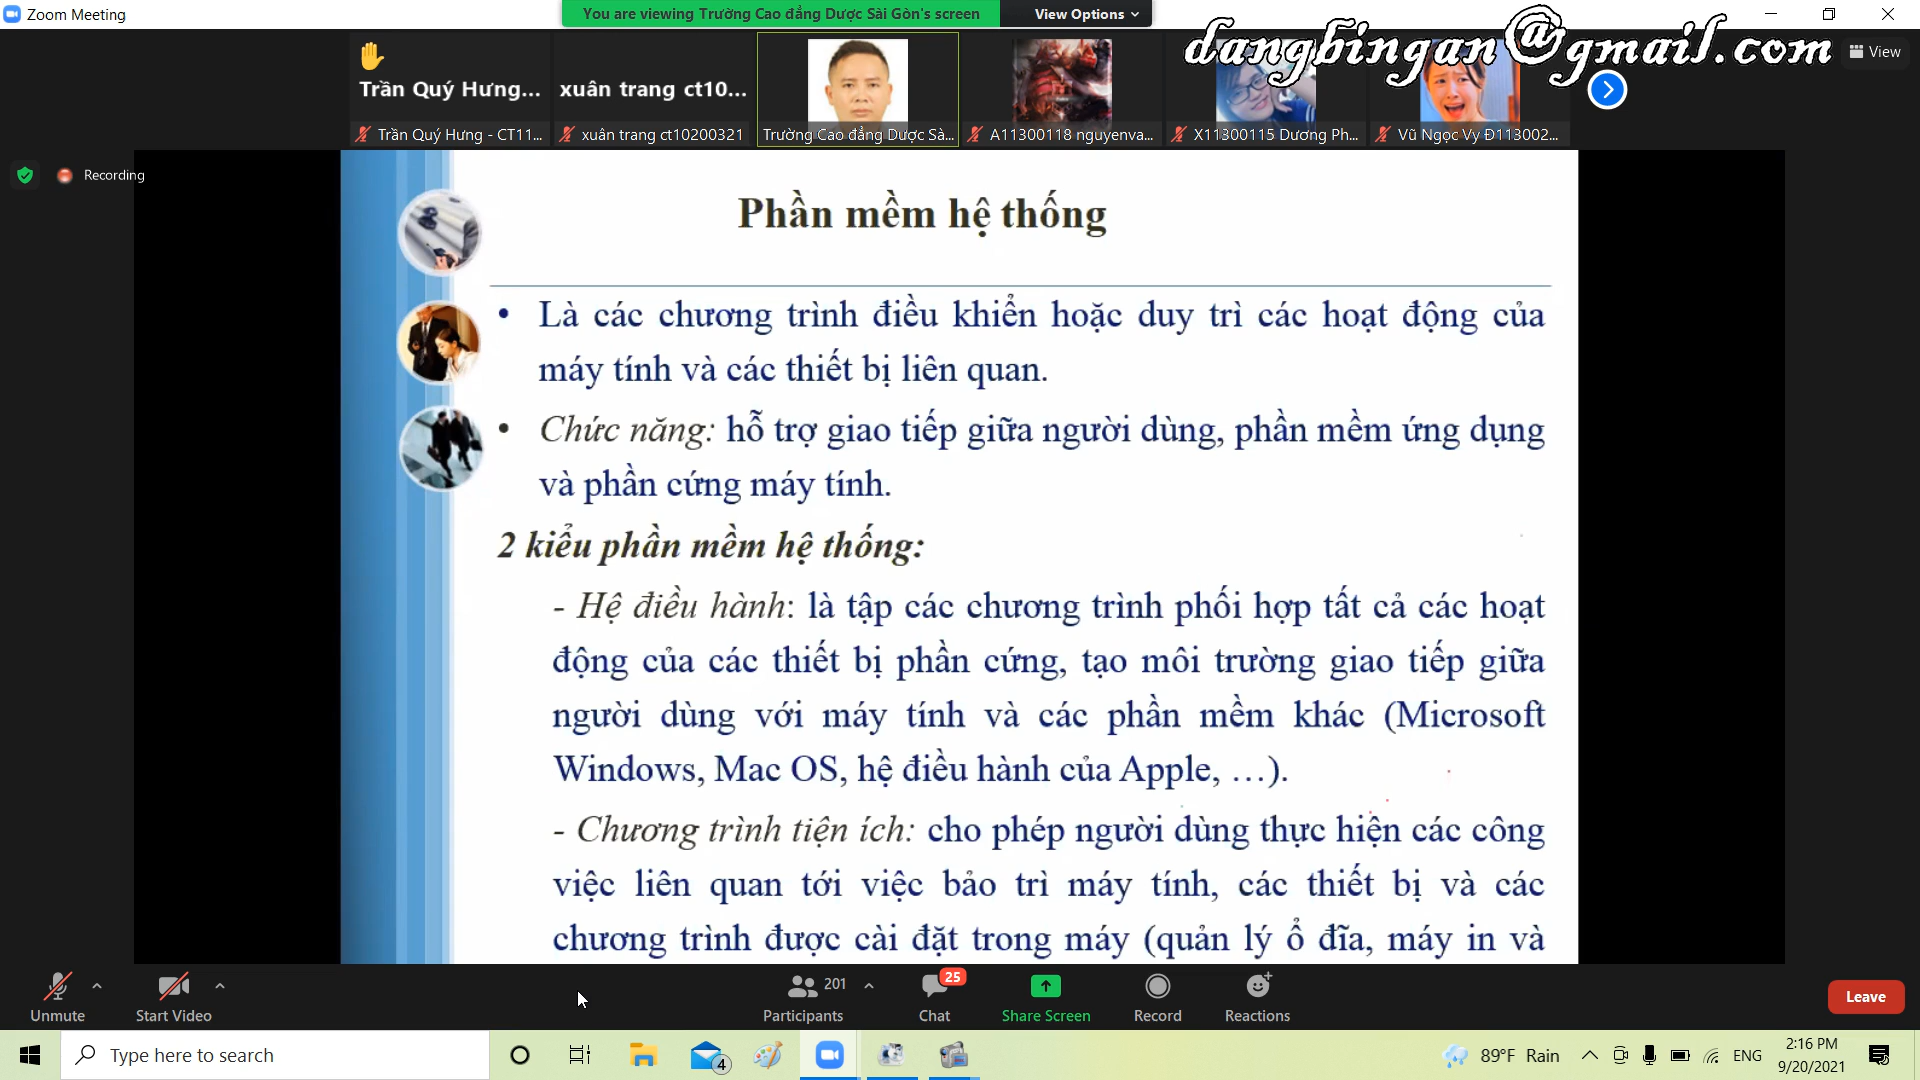 Zoom Meeting
You are viewing Trường Cao đẳng Dược Sài Gòn's screen
View Options
dangbingan@gmail.com
View
Trần Quý Hưng...
xuân trang ct10...
Trần Quý Hưng - CT11...
xuân trang ct10200321
Trường Cao đẳng Dược Sà...
A11300118 nguyenva...
X11300115 Dương Ph...
Vũ Ngọc Vy Đ113002...
Recording
Phần mềm hệ thống
• Là các chương trình điều khiển hoặc duy trì các hoạt động của
máy tính và các thiết bị liên quan.
• Chức năng: hỗ trợ giao tiếp giữa người dùng, phần mềm ứng dụng
và phần cứng máy tính.
2 kiểu phần mềm hệ thống:
- Hệ điều hành: là tập các chương trình phối hợp tất cả các hoạt
động của các thiết bị phần cứng, tạo môi trường giao tiếp giữa
người dùng với máy tính và các phần mềm khác (Microsoft
Windows, Mac OS, hệ điều hành của Apple, …).
- Chương trình tiện ích: cho phép người dùng thực hiện các công
việc liên quan tới việc bảo trì máy tính, các thiết bị và các
chương trình được cài đặt trong máy (quản lý ổ đĩa, máy in và
201
25
Unmute
Start Video
Participants
Chat
Share Screen
Record
Reactions
Leave
Type here to search
4
89°F Rain
ENG
2:16 PM
9/20/2021